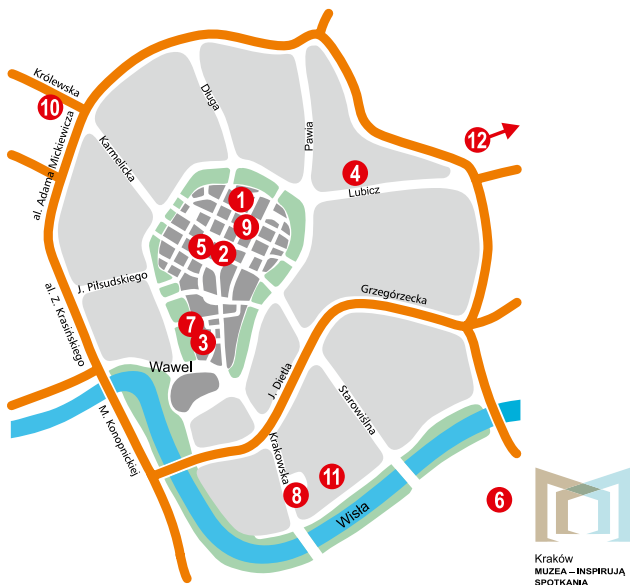 Królewska
10
al. Adama Mickiewicza
Karmelicka
Długa
Pawia
12
4
Lubicz
1
9
5
2
J. Piłsudskiego
al. Z. Krasińskiego
Grzegórzecka
7
3
Wawel
J. Dietla
Starowiślna
M. Konopnickiej
Krakowska
11
8
Wisła
6
Kraków
MUZEA – INSPIRUJĄ
SPOTKANIA